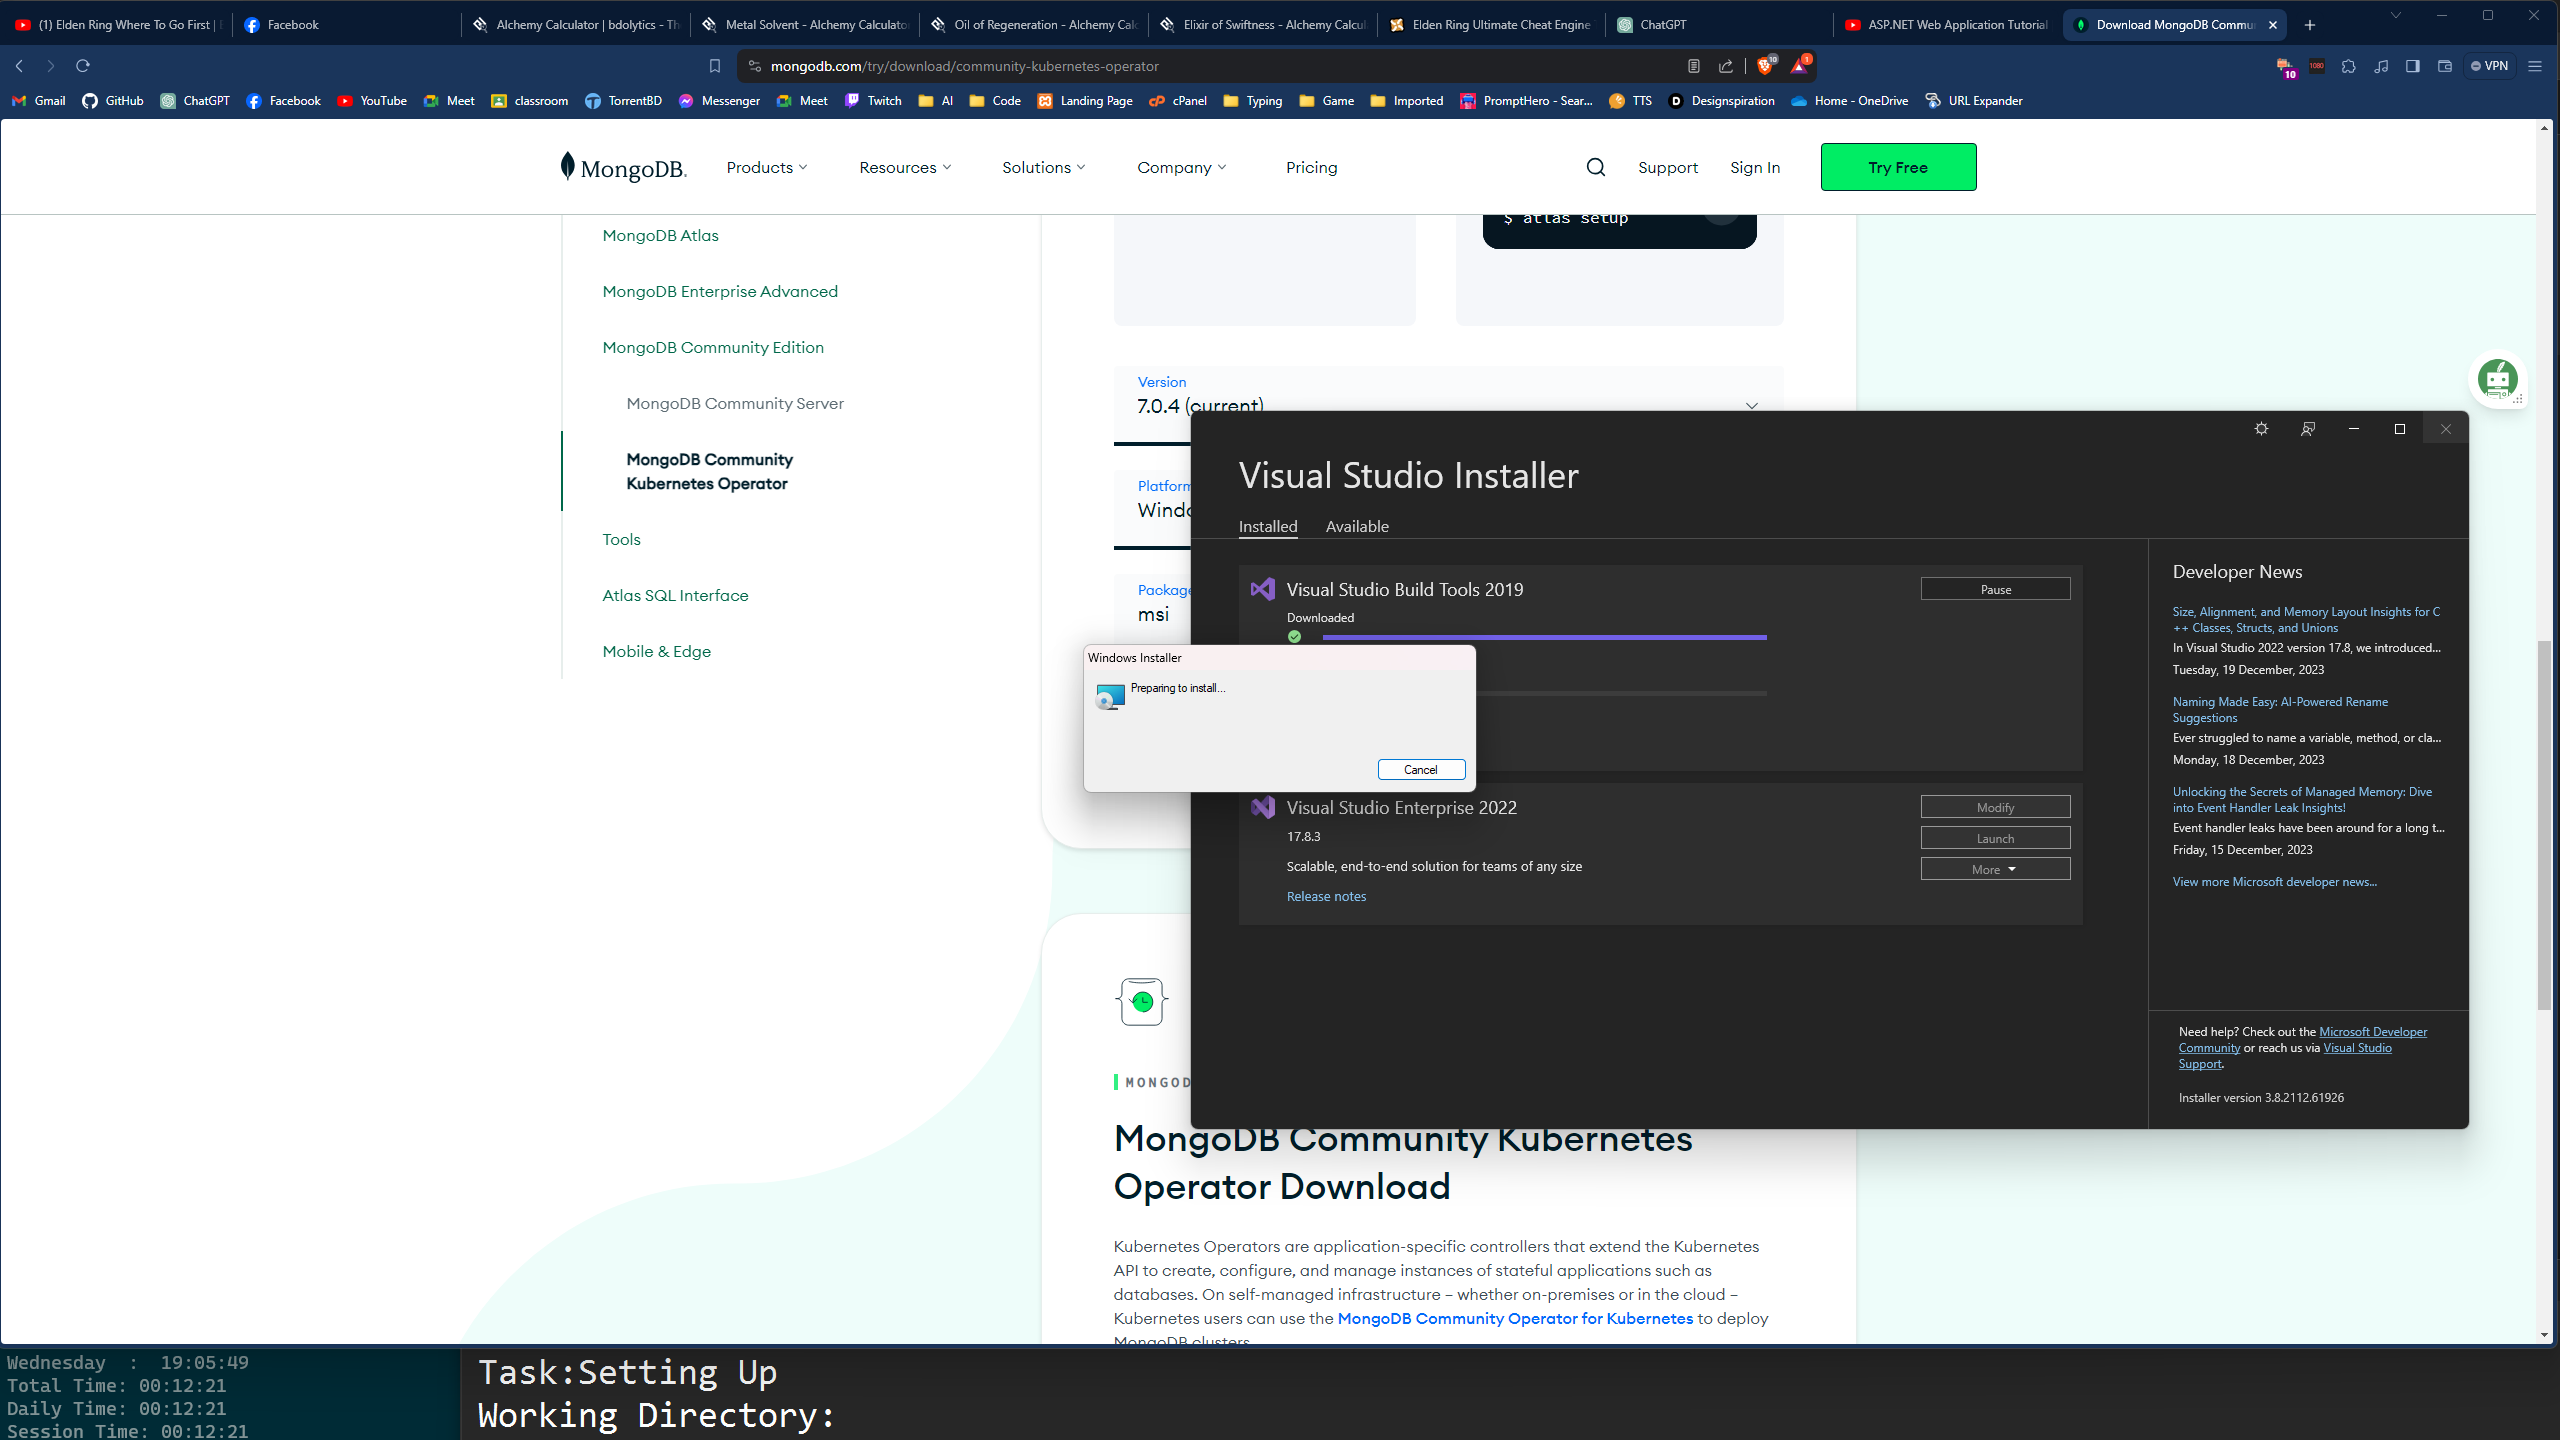 (1) Elden Ring Where To Go First |
Facebook
Alchemy Calculator | bdolytics - Th
Metal Solvent - Alchemy Calculator
Oil of Regeneration - Alchemy Calc
Elixir of Swiftness - Alchemy Calcul
Elden Ring Ultimate Cheat Engine
ChatGPT
ASP.NET Web Application Tutorial
Download MongoDB Commu
mongodb.com/try/download/community-kubernetes-operator
10
1
10
1080
VPN
Gmail
GitHub
ChatGPT
Facebook
YouTube
Meet
classroom
TorrentBD
Messenger
Meet
Twitch
AI
Code
Landing Page
cPanel
Typing
Game
Imported
PromptHero - Sear...
TTS
Designspiration
Home - OneDrive
URL Expander
MongoDB.
Products
Resources
Solutions
Company
Pricing
Support
Sign In
Try Free
$ atlas setup
MongoDB Atlas
MongoDB Enterprise Advanced
MongoDB Community Edition
MongoDB Community Server
MongoDB Community
Kubernetes Operator
Tools
Atlas SQL Interface
Mobile & Edge
Version
7.0.4 (current)
Platform
Windo
Package
msi
Visual Studio Installer
Installed
Available
Visual Studio Build Tools 2019
Pause
Downloaded
Windows Installer
Preparing to install...
Cancel
Visual Studio Enterprise 2022
Modify
17.8.3
Launch
Scalable, end-to-end solution for teams of any size
More
Release notes
Developer News
Size, Alignment, and Memory Layout Insights for C
++ Classes, Structs, and Unions
In Visual Studio 2022 version 17.8, we introduced...
Tuesday, 19 December, 2023
Naming Made Easy: AI-Powered Rename
Suggestions
Ever struggled to name a variable, method, or cla...
Monday, 18 December, 2023
Unlocking the Secrets of Managed Memory: Dive
into Event Handler Leak Insights!
Event handler leaks have been around for a long t...
Friday, 15 December, 2023
View more Microsoft developer news...
Need help? Check out the Microsoft Developer
Community or reach us via Visual Studio
Support.
Installer version 3.8.2112.61926
MONGOD
MongoDB Community Kubernetes
Operator Download
Kubernetes Operators are application-specific controllers that extend the Kubernetes
API to create, configure, and manage instances of stateful applications such as
databases. On self-managed infrastructure – whether on-premises or in the cloud –
Kubernetes users can use the MongoDB Community Operator for Kubernetes to deploy
MongoDB clusters.
Wednesday : 19:05:49
Total Time: 00:12:21
Daily Time: 00:12:21
Session Time: 00:12:21
Task:Setting Up
Working Directory: